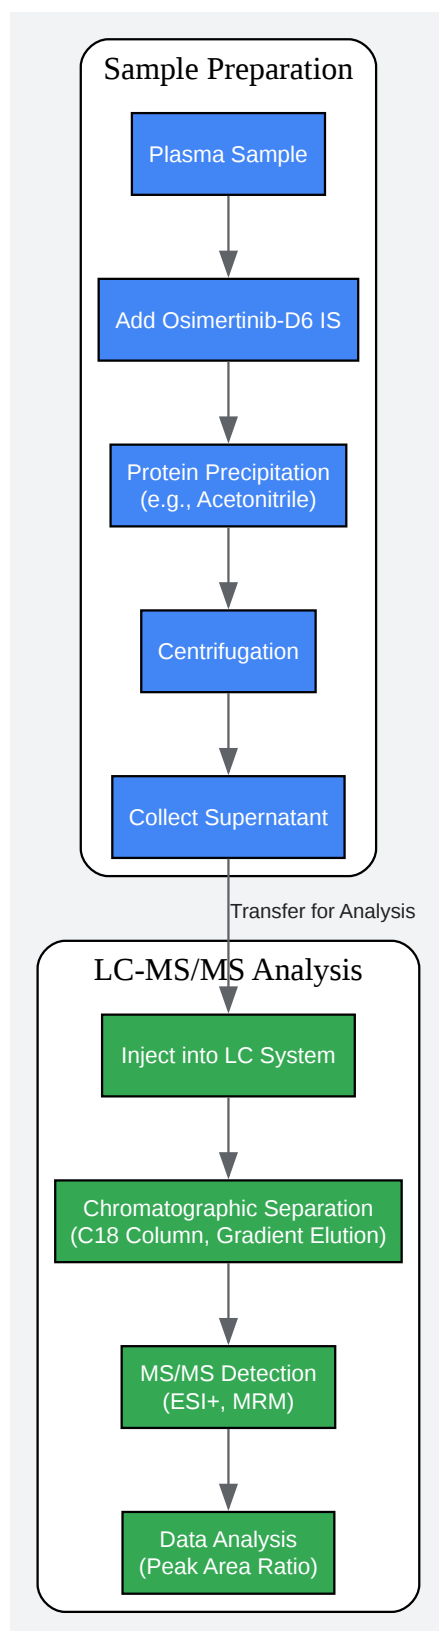 Sample Preparation
Plasma Sample
Add Osimertinib-D6 IS
Protein Precipitation
(e.g., Acetonitrile)
Centrifugation
Collect Supernatant
Transfer for Analysis
LC-MS/MS Analysis
Inject into LC System
Chromatographic Separation
(C18 Column, Gradient Elution)
MS/MS Detection
(ESI+, MRM)
Data Analysis
(Peak Area Ratio)